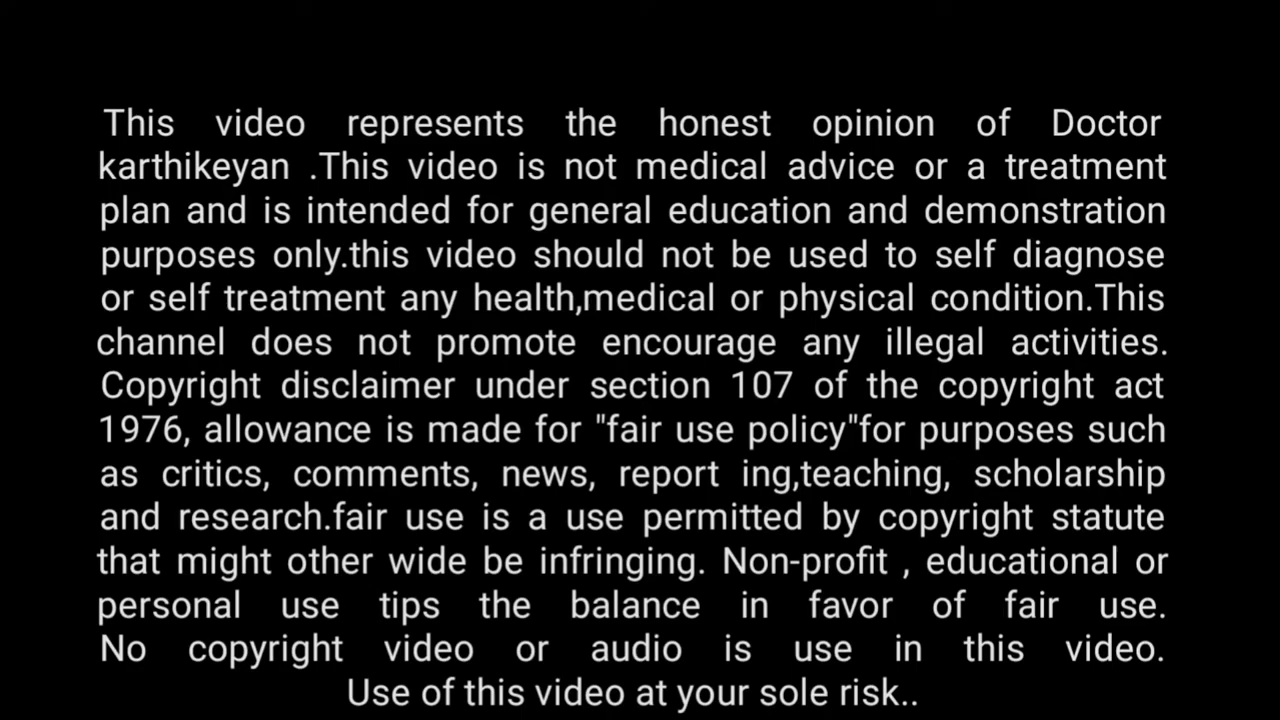 This video represents the honest opinion of Doctor
karthikeyan .This video is not medical advice or a treatment
plan and is intended for general education and demonstration
purposes only.this video should not be used to self diagnose
or self treatment any health,medical or physical condition.This
channel does not promote encourage any illegal activities.
Copyright disclaimer under section 107 of the copyright act
1976, allowance is made for "fair use policy"for purposes such
as critics, comments, news, report ing,teaching, scholarship
and research.fair use is a use permitted by copyright statute
that might other wide be infringing. Non-profit , educational or
personal use tips the balance in favor of fair use.
No copyright video or audio is use in this video.
Use of this video at your sole risk..